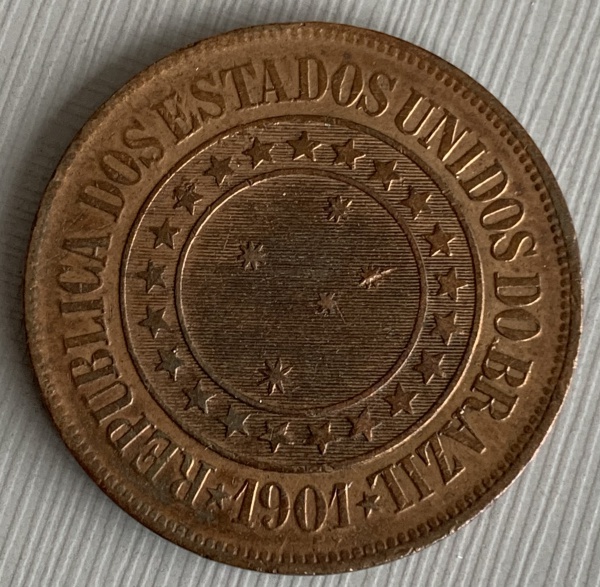 REPUBLICA DOS ESTADOS UNIDOS DO BRAZIL
1901